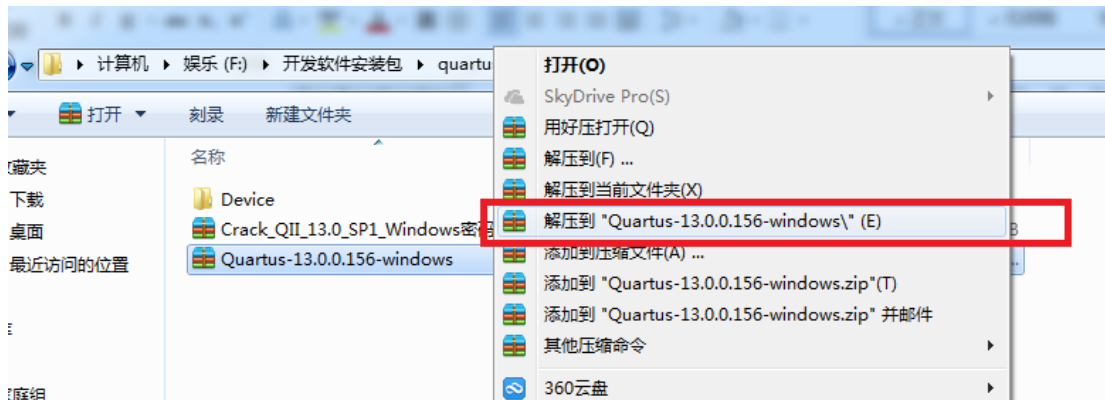 计算机 ▸ 娱乐 (F:) ▸ 开发软件安装包 ▸ quartu
打开 ▼ 刻录 新建文件夹
藏夹
下载
桌面
最近访问的位置
庭组
名称
Device
Crack_QII_13.0_SP1_Windows密码
Quartus-13.0.0.156-windows
打开(O)
SkyDrive Pro(S)
用好压打开(Q)
解压到(F) ...
解压到当前文件夹(X)
解压到 "Quartus-13.0.0.156-windows\" (E)
添加到压缩文件(A) ...
添加到 "Quartus-13.0.0.156-windows.zip"(T)
添加到 "Quartus-13.0.0.156-windows.zip" 并邮件
其他压缩命令
360云盘